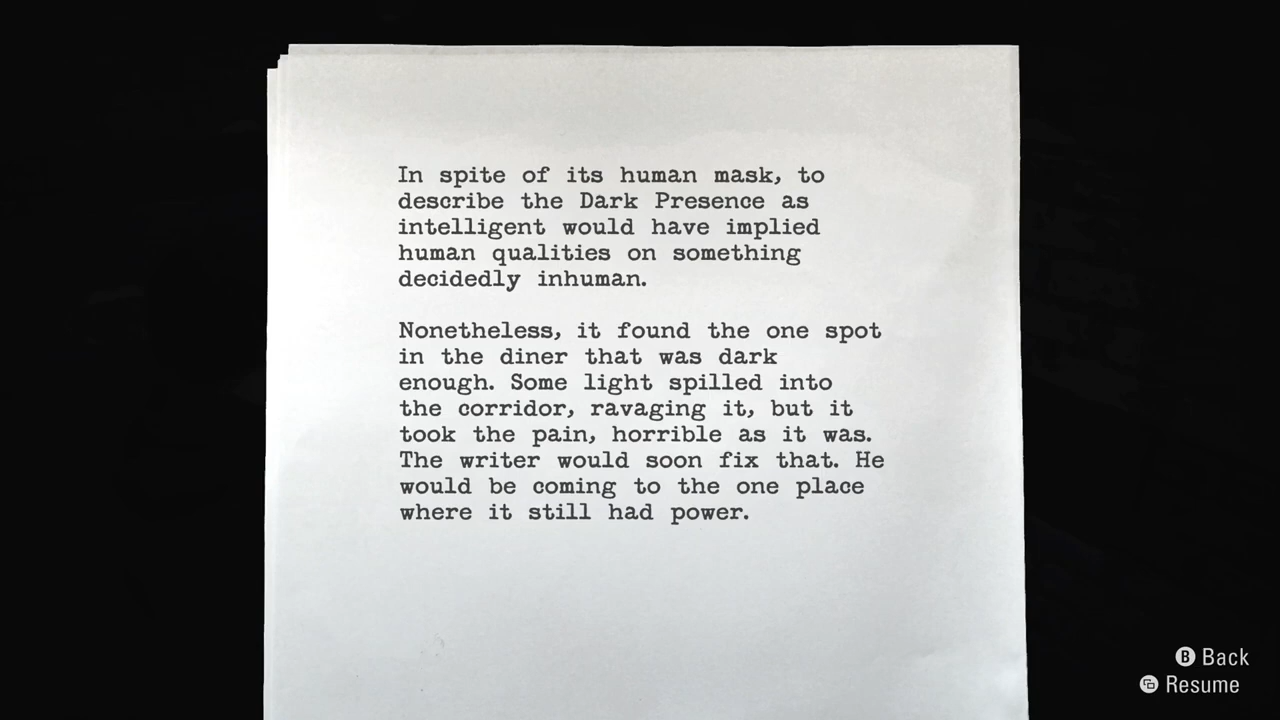 In spite of its human mask, to
describe the Dark Presence as
intelligent would have implied
human qualities on something
decidedly inhuman.
Nonetheless, it found the one spot
in the diner that was dark
enough. Some light spilled into
the corridor, ravaging it, but it
took the pain, horrible as it was.
The writer would soon fix that. He
would be coming to the one place
where it still had power.
B Back
Resume